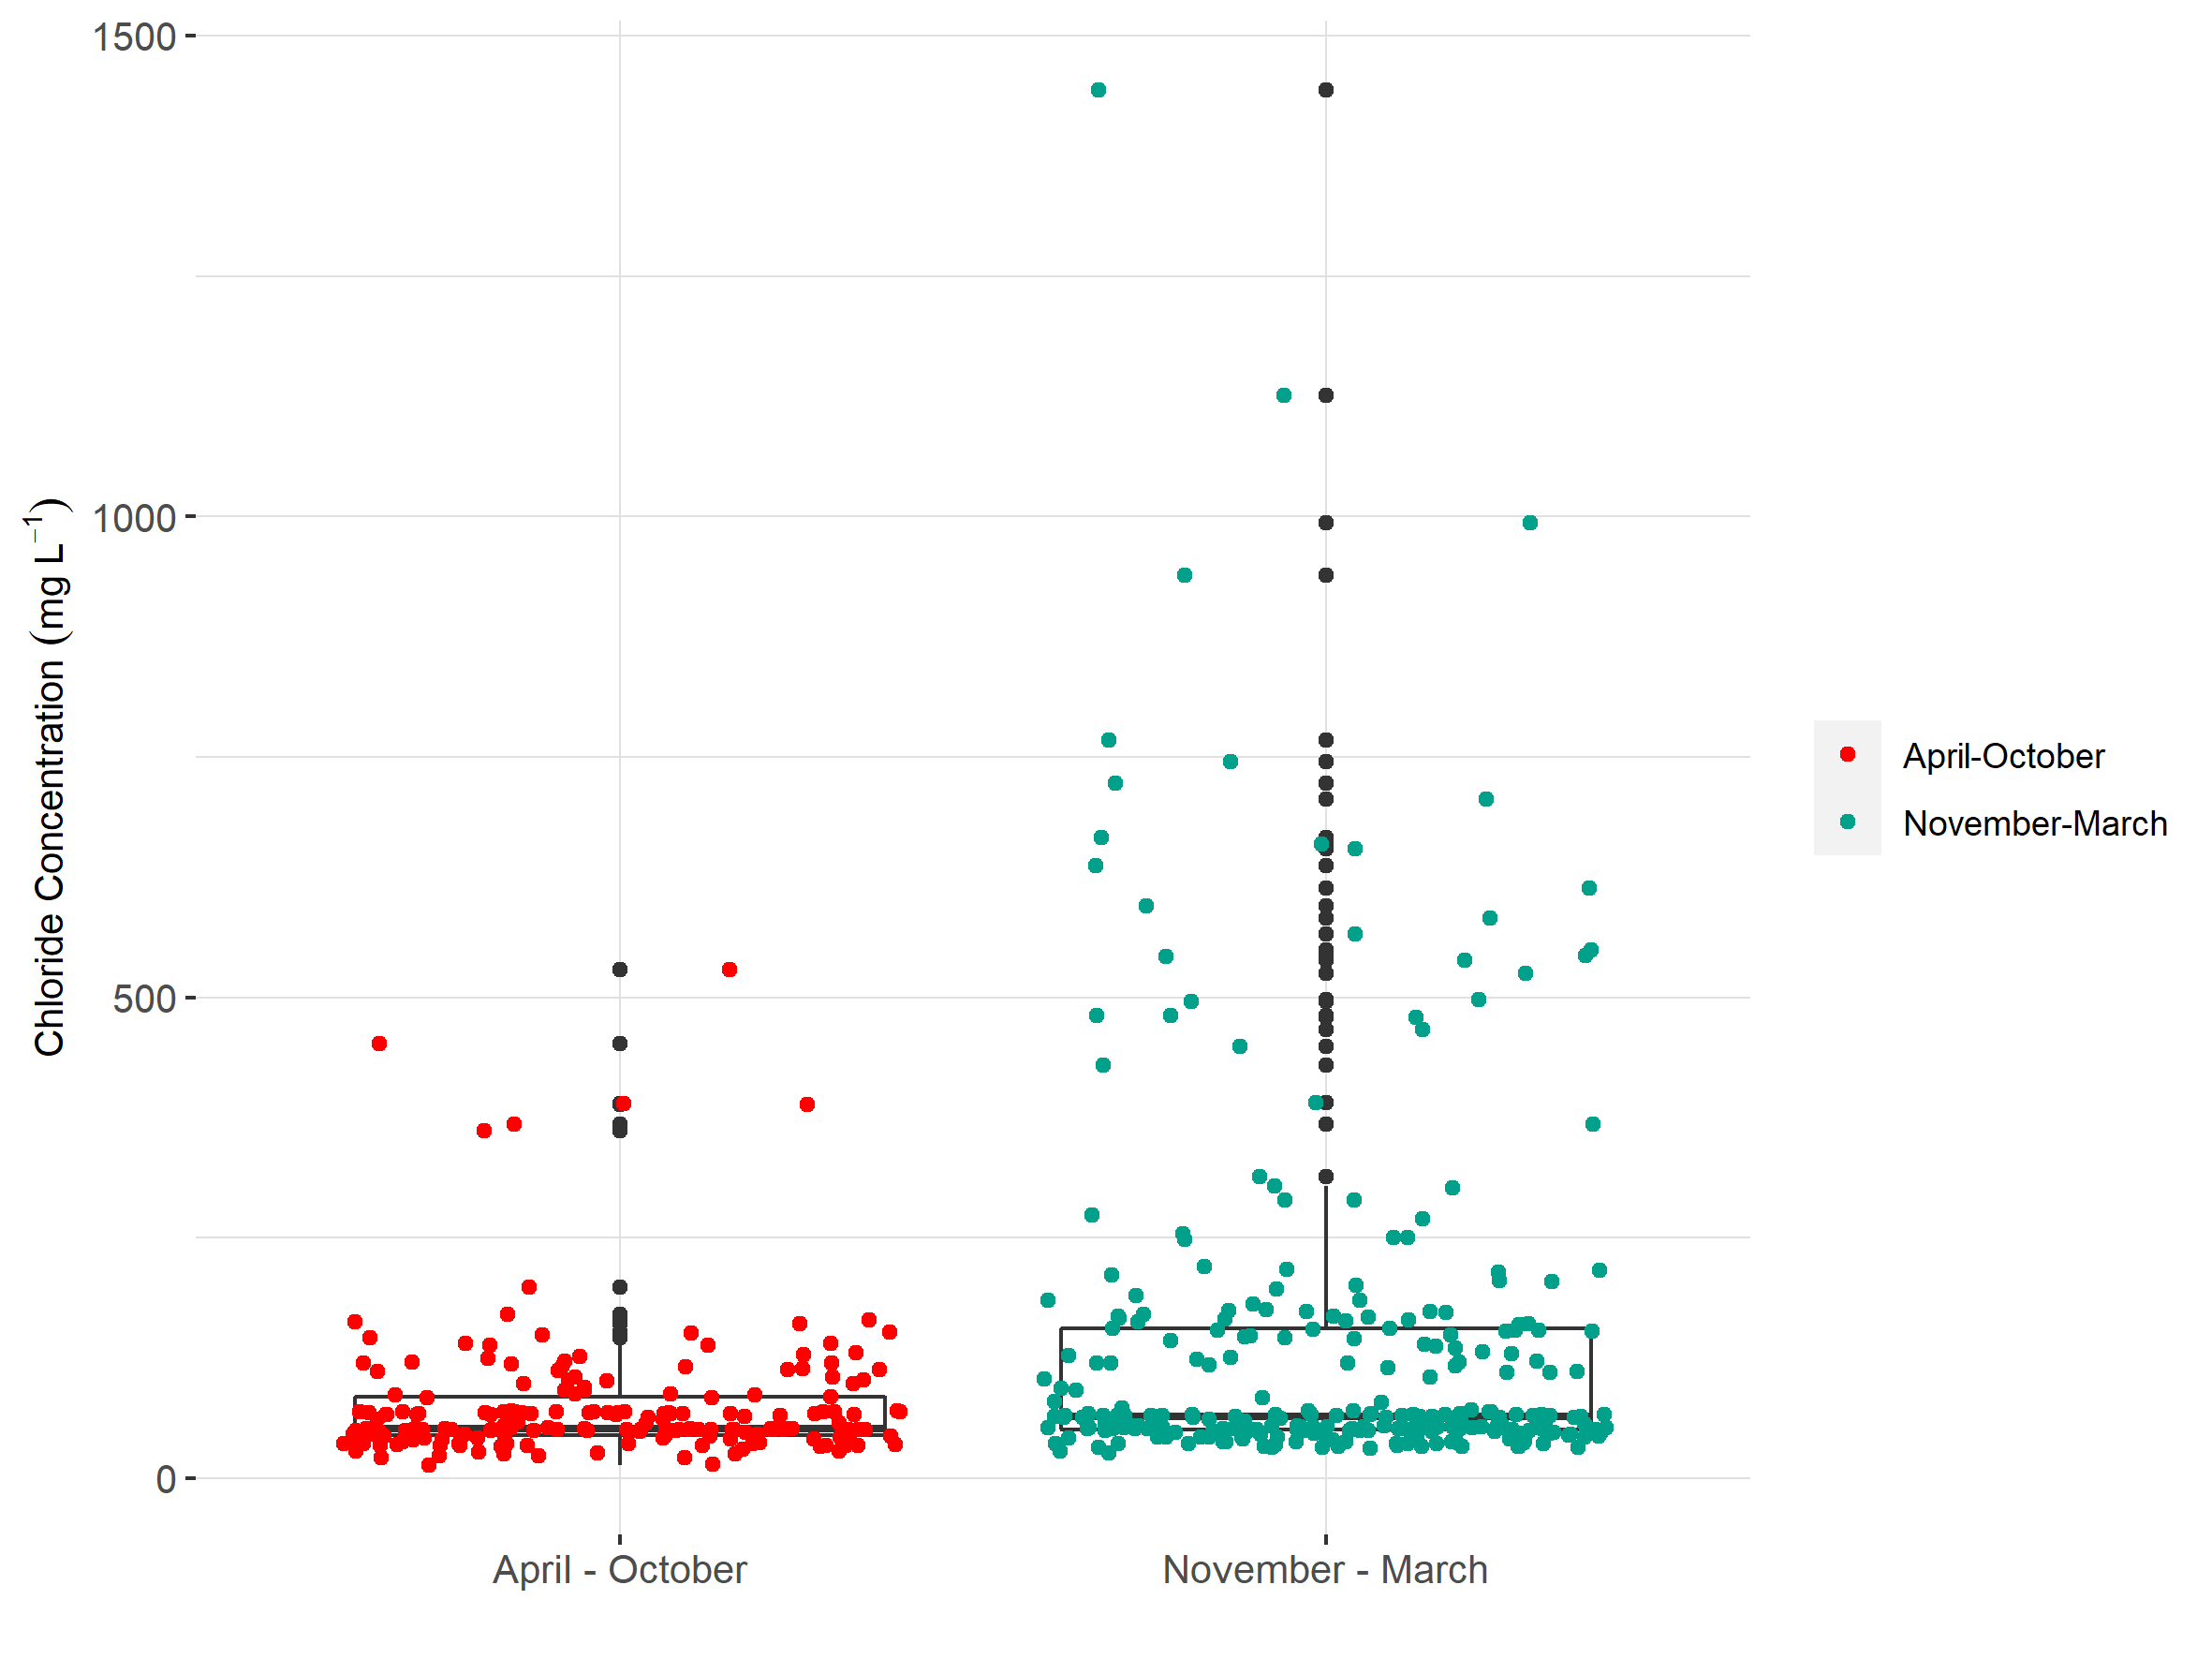 1500
1000
500
0
Chloride Concentration (mg L⁻¹)
April - October
November - March
April-October
November-March